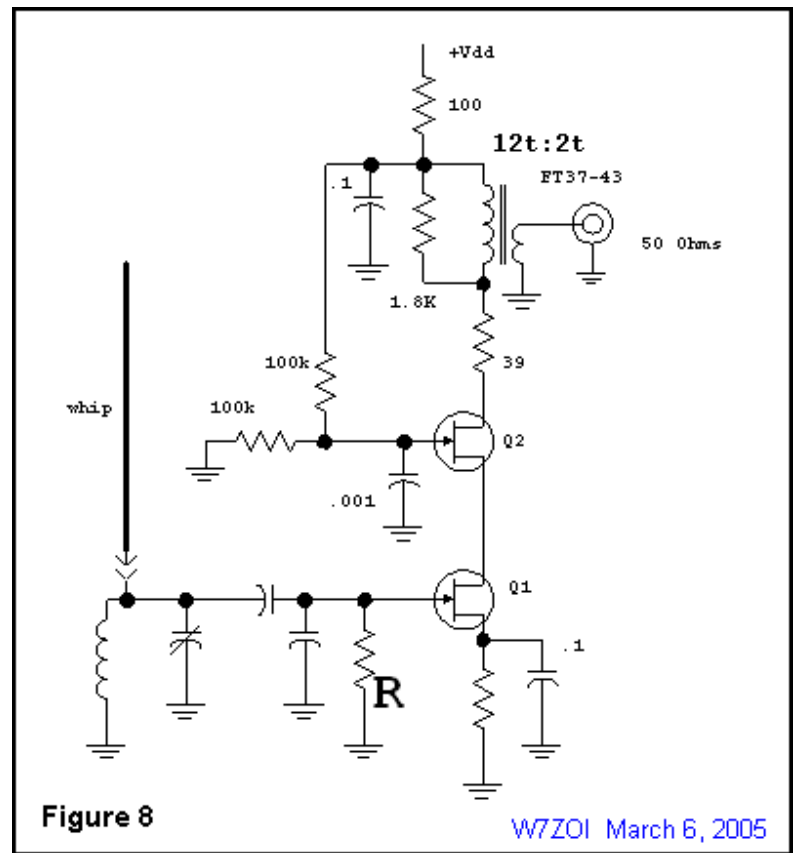 +Vdd
100
12t:2t
FT37-43
.1
50 Ohms
1.8K
100k
39
whip
100k
Q2
.001
Q1
.1
R
Figure 8
W7ZOI March 6, 2005